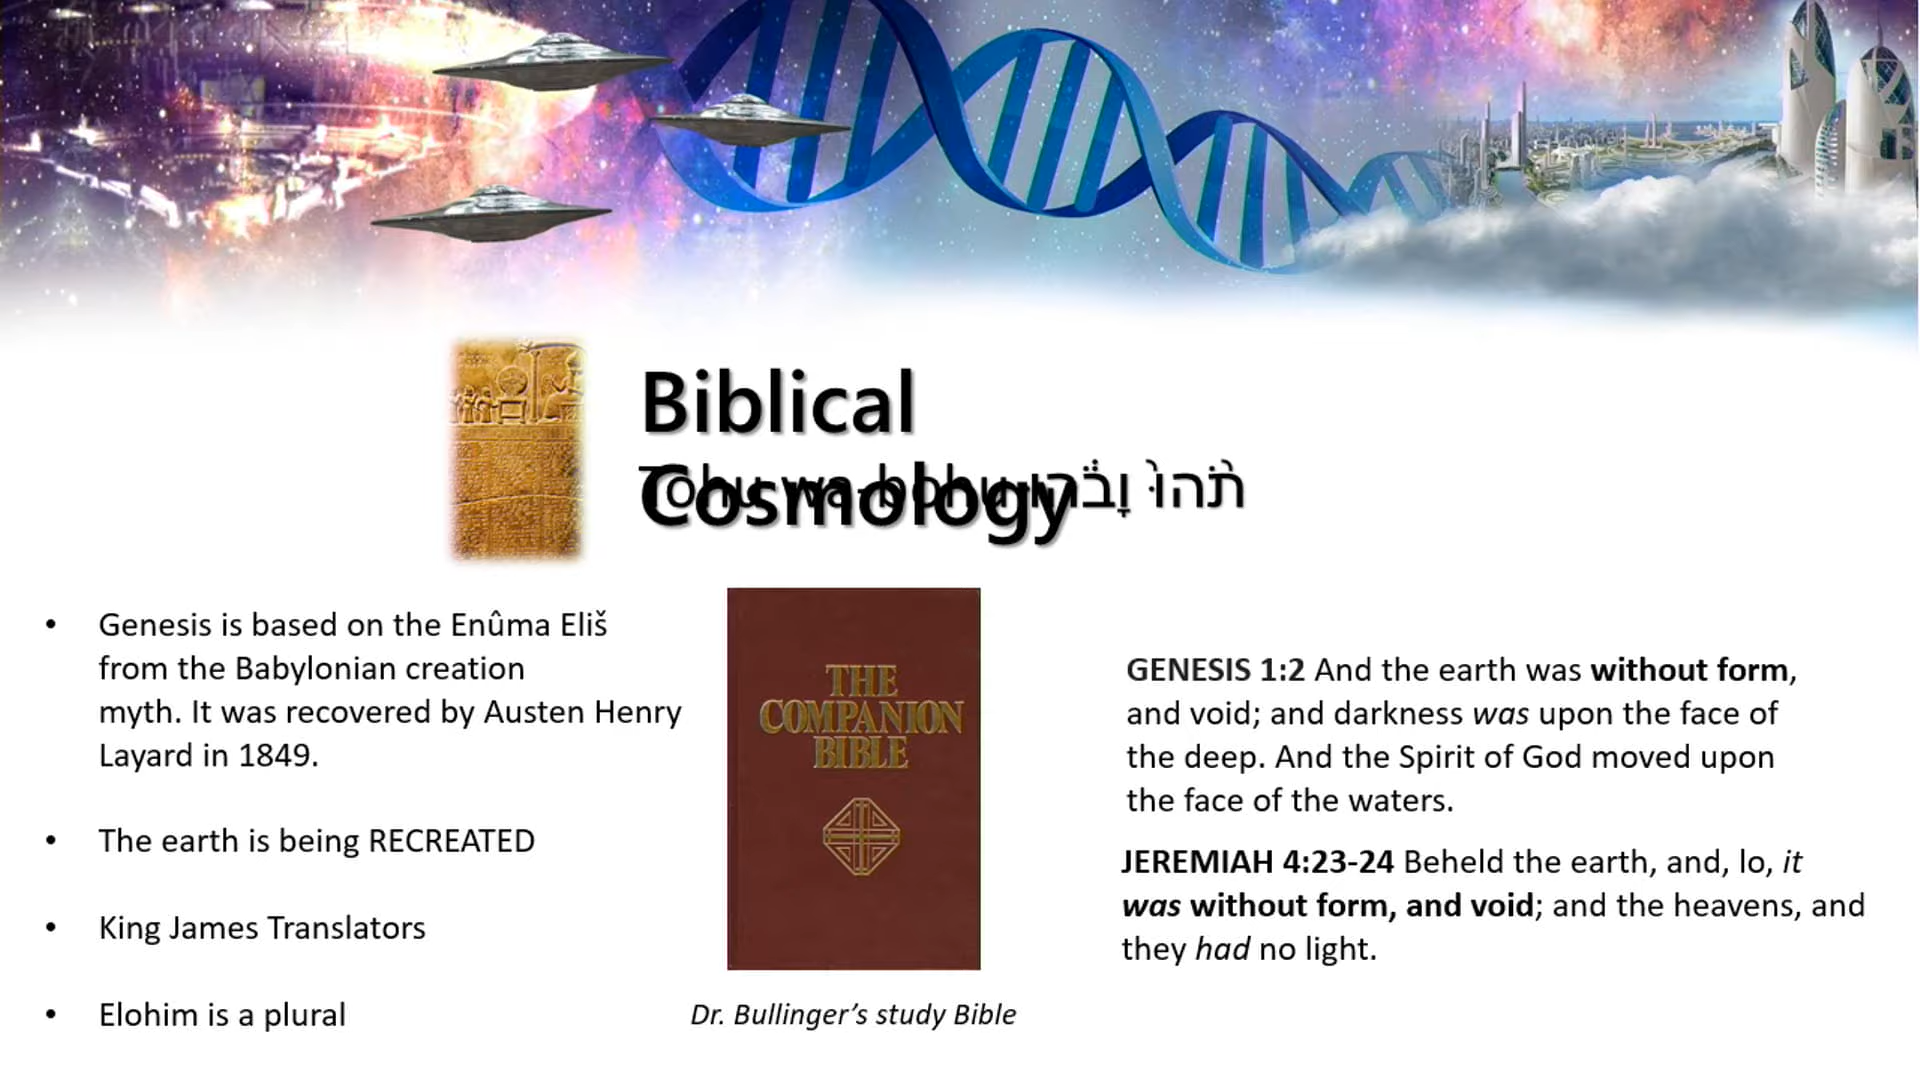 Biblical
Cosmology
Tohu wa-bohu תֹ֙הוּ֙ וָבֹ֔הוּ
• Genesis is based on the Enûma Eliš
from the Babylonian creation
myth. It was recovered by Austen Henry
Layard in 1849.
• The earth is being RECREATED
• King James Translators
• Elohim is a plural
THE
COMPANION
BIBLE
Dr. Bullinger’s study Bible
GENESIS 1:2 And the earth was without form,
and void; and darkness was upon the face of
the deep. And the Spirit of God moved upon
the face of the waters.
JEREMIAH 4:23-24 Beheld the earth, and, lo, it
was without form, and void; and the heavens, and
they had no light.